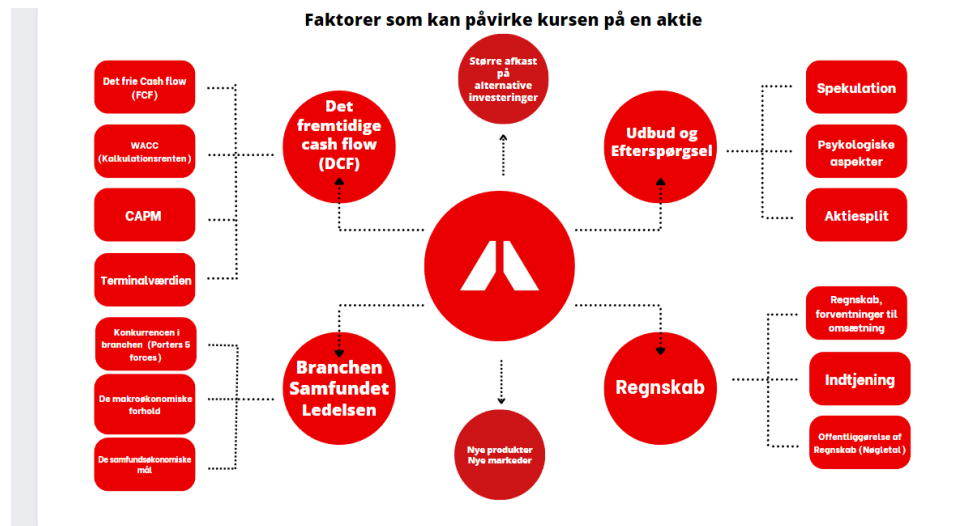 Faktorer som kan påvirke kursen på en aktie
Større afkast
på
alternative
investeringer
Det frie Cash flow
(FCF)
WACC
(Kalkulationsrenten)
CAPM
Terminalværdien
Det
fremtidige
cash flow
(DCF)
Udbud og
Efterspørgsel
Spekulation
Psykologiske
aspekter
Aktiesplit
Konkurrencen i
branchen (Porters 5
forces)
De makroøkonomiske
forhold
De samfundsøkonomiske
mål
Branchen
Samfundet
Ledelsen
Regnskab
Regnskab,
forventninger til
omsætning
Indtjening
Offentliggørelse af
Regnskab (Nøgletal)
Nye produkter
Nye markeder